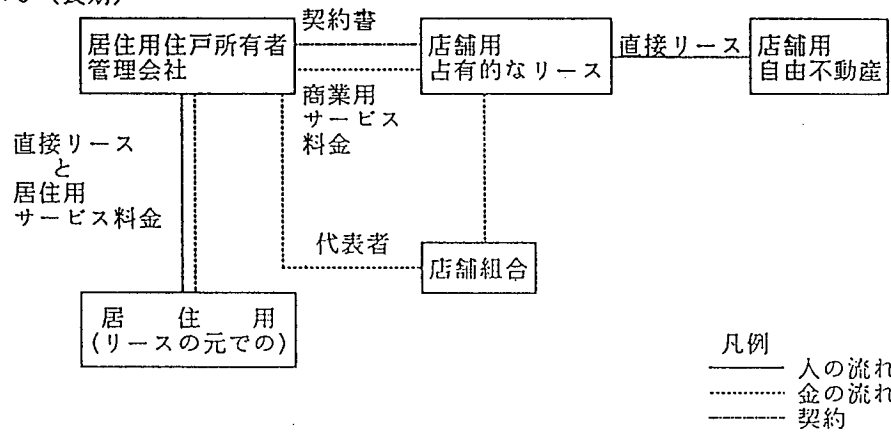 契約書
居住用住戸所有者
管理会社
店舗用
占有的なリース
直接リース
店舗用
自由不動産
商業用
サービス
料金
直接リース
と
居住用
サービス料金
代表者
店舗組合
居住用
(リースの元での)
凡例
人の流れ
金の流れ
契約